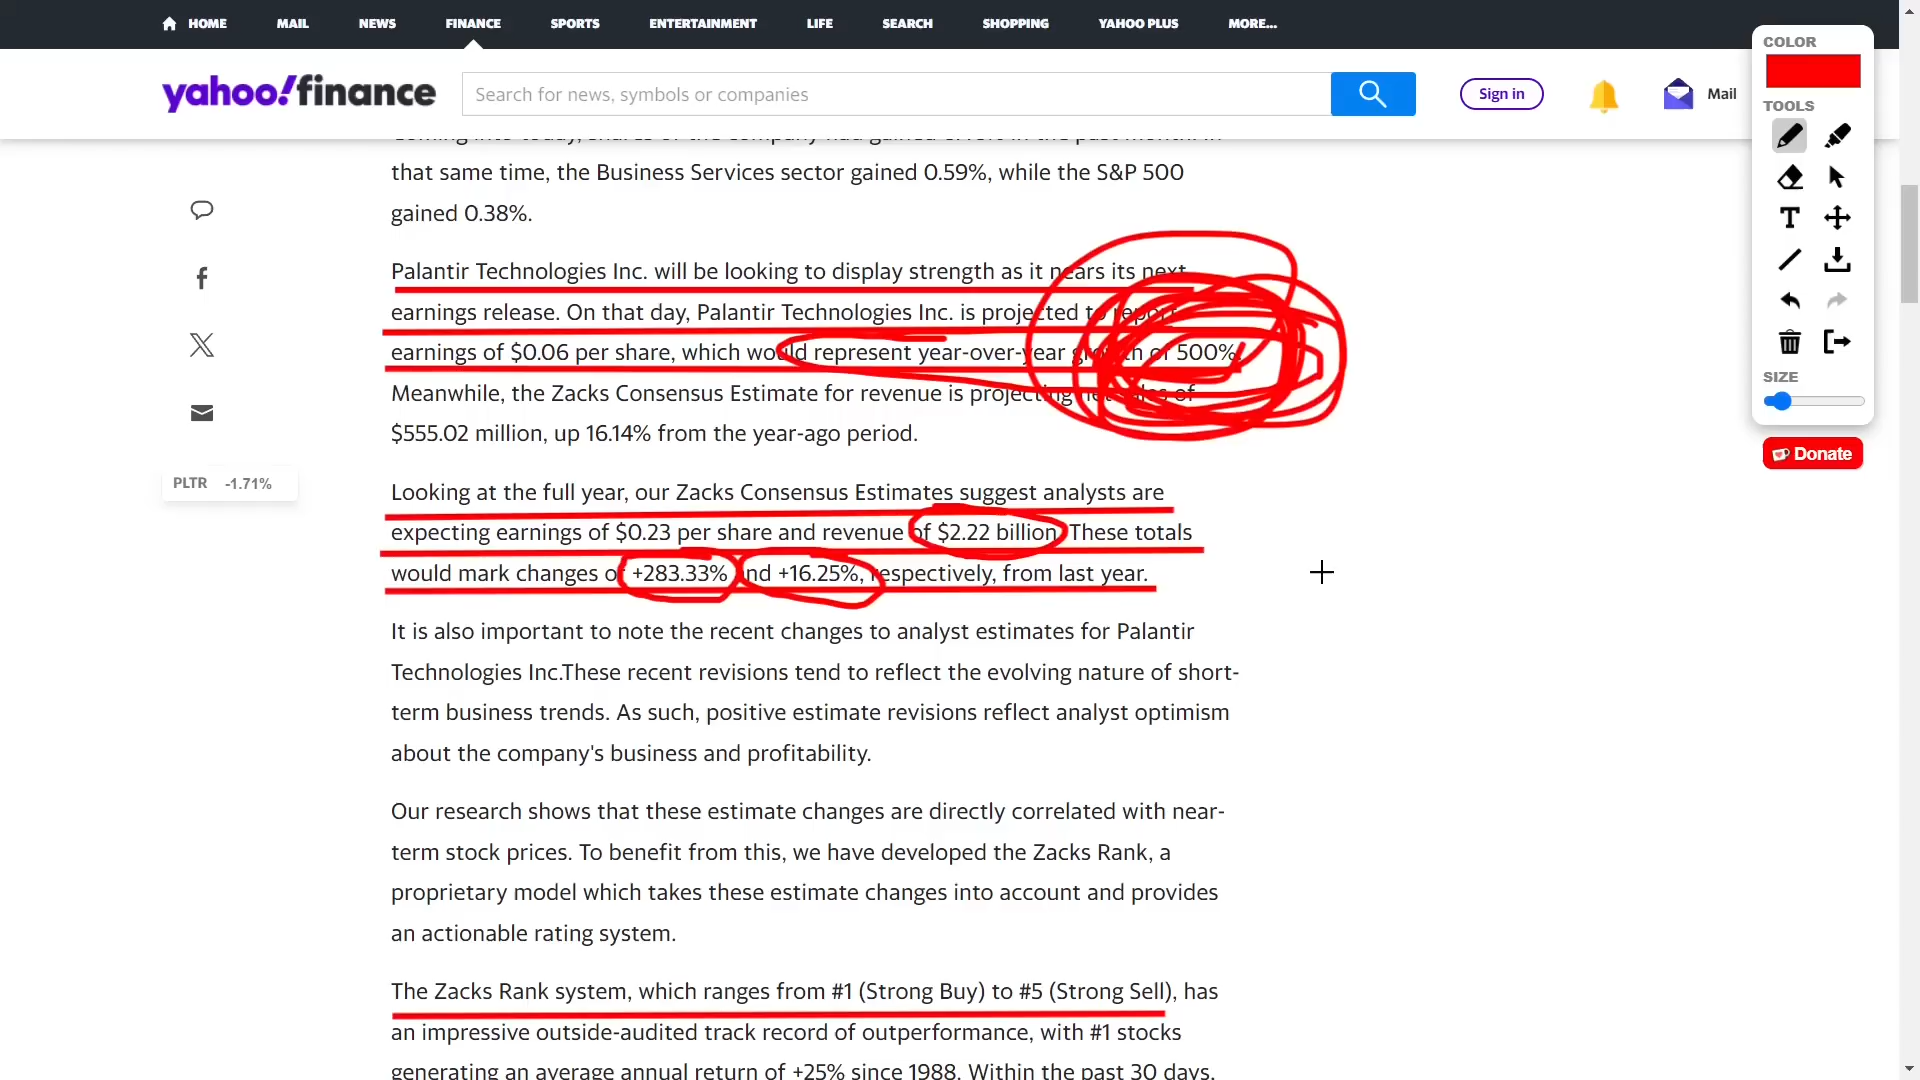 HOME MAIL NEWS FINANCE SPORTS ENTERTAINMENT LIFE SEARCH SHOPPING YAHOO PLUS MORE...
yahoo!finance Search for news, symbols or companies Sign in Mail
COLOR
TOOLS
T
SIZE
Donate
PLTR -1.71%
that same time, the Business Services sector gained 0.59%, while the S&P 500
gained 0.38%.
Palantir Technologies Inc. will be looking to display strength as it nears its next
earnings release. On that day, Palantir Technologies Inc. is projected to report
earnings of $0.06 per share, which would represent year-over-year growth of 500%.
Meanwhile, the Zacks Consensus Estimate for revenue is projecting net sales of
$555.02 million, up 16.14% from the year-ago period.
Looking at the full year, our Zacks Consensus Estimates suggest analysts are
expecting earnings of $0.23 per share and revenue of $2.22 billion. These totals
would mark changes of +283.33% and +16.25%, respectively, from last year.
It is also important to note the recent changes to analyst estimates for Palantir
Technologies Inc.These recent revisions tend to reflect the evolving nature of short-
term business trends. As such, positive estimate revisions reflect analyst optimism
about the company's business and profitability.
Our research shows that these estimate changes are directly correlated with near-
term stock prices. To benefit from this, we have developed the Zacks Rank, a
proprietary model which takes these estimate changes into account and provides
an actionable rating system.
The Zacks Rank system, which ranges from #1 (Strong Buy) to #5 (Strong Sell), has
an impressive outside-audited track record of outperformance, with #1 stocks
generating an average annual return of +25% since 1988. Within the past 30 days,